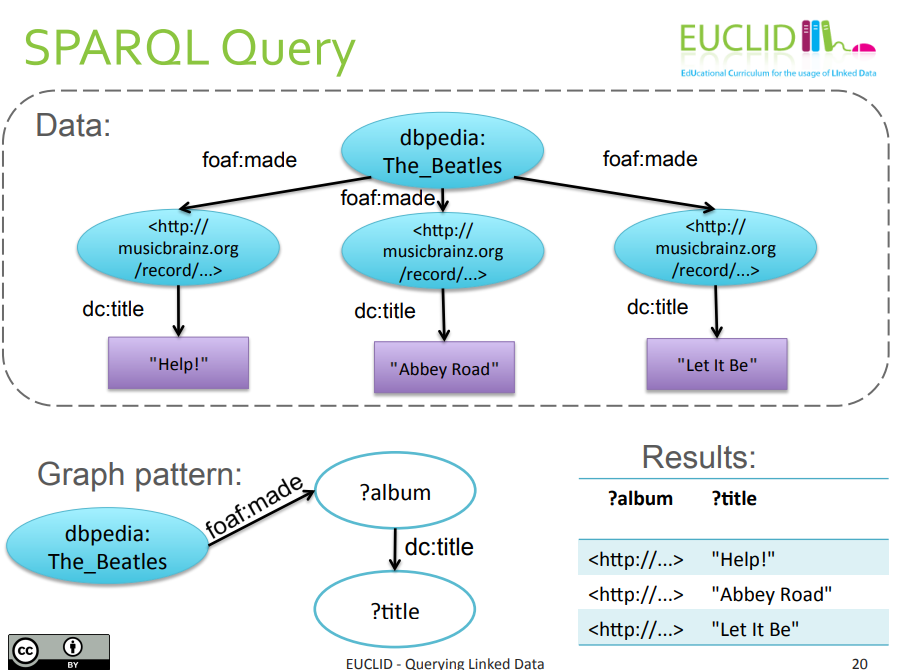 SPARQL Query
EUCLID
EdUcational Curriculum for the usage of LInked Data
Data:
dbpedia:
The_Beatles
foaf:made
foaf:made
foaf:made
<http://
musicbrainz.org
/record/...>
<http://
musicbrainz.org
/record/...>
<http://
musicbrainz.org
/record/...>
dc:title
dc:title
dc:title
"Help!"
"Abbey Road"
"Let It Be"
Graph pattern:
dbpedia:
The_Beatles
foaf:made
?album
dc:title
?title
Results:
?album ?title
<http://...> "Help!"
<http://...> "Abbey Road"
<http://...> "Let It Be"
cc
BY
EUCLID - Querying Linked Data
20